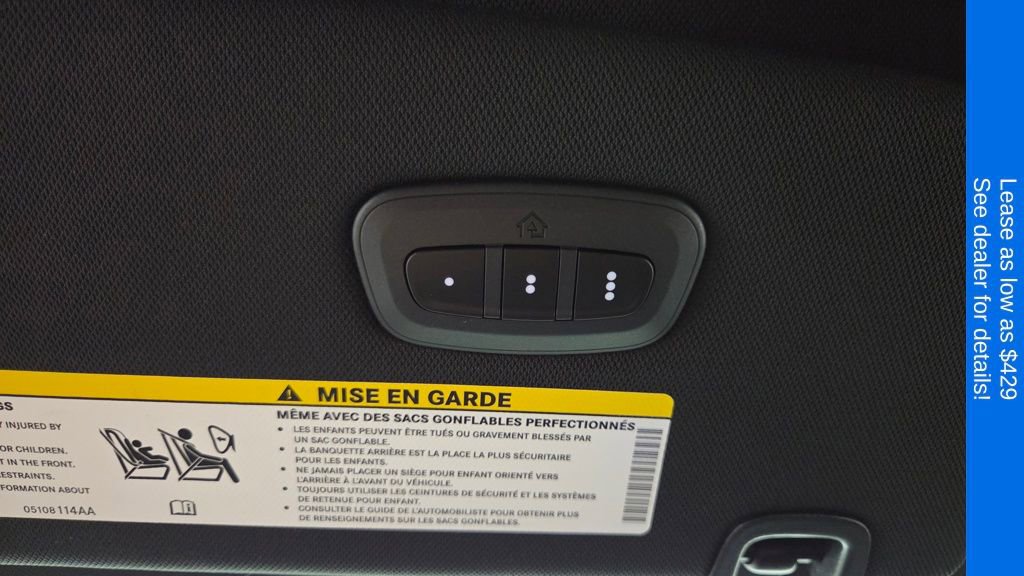 SS
Y INJURED BY
OR CHILDREN.
T IN THE FRONT.
ESTRAINTS.
FORMATION ABOUT
05108114AA
MISE EN GARDE
MÊME AVEC DES SACS GONFLABLES PERFECTIONNÉS
• LES ENFANTS PEUVENT ÊTRE TUÉS OU GRAVEMENT BLESSÉS PAR
UN SAC GONFLABLE.
• LA BANQUETTE ARRIÈRE EST LA PLACE LA PLUS SÉCURITAIRE
POUR LES ENFANTS.
• NE JAMAIS PLACER UN SIÈGE POUR ENFANT ORIENTÉ VERS
L'ARRIÈRE À L'AVANT DU VÉHICULE.
• TOUJOURS UTILISER LES CEINTURES DE SÉCURITÉ ET LES SYSTÈMES
DE RETENUE POUR ENFANT.
• CONSULTER LE GUIDE DE L'AUTOMOBILISTE POUR OBTENIR PLUS
DE RENSEIGNEMENTS SUR LES SACS GONFLABLES.
Lease as low as $429
See dealer for details!